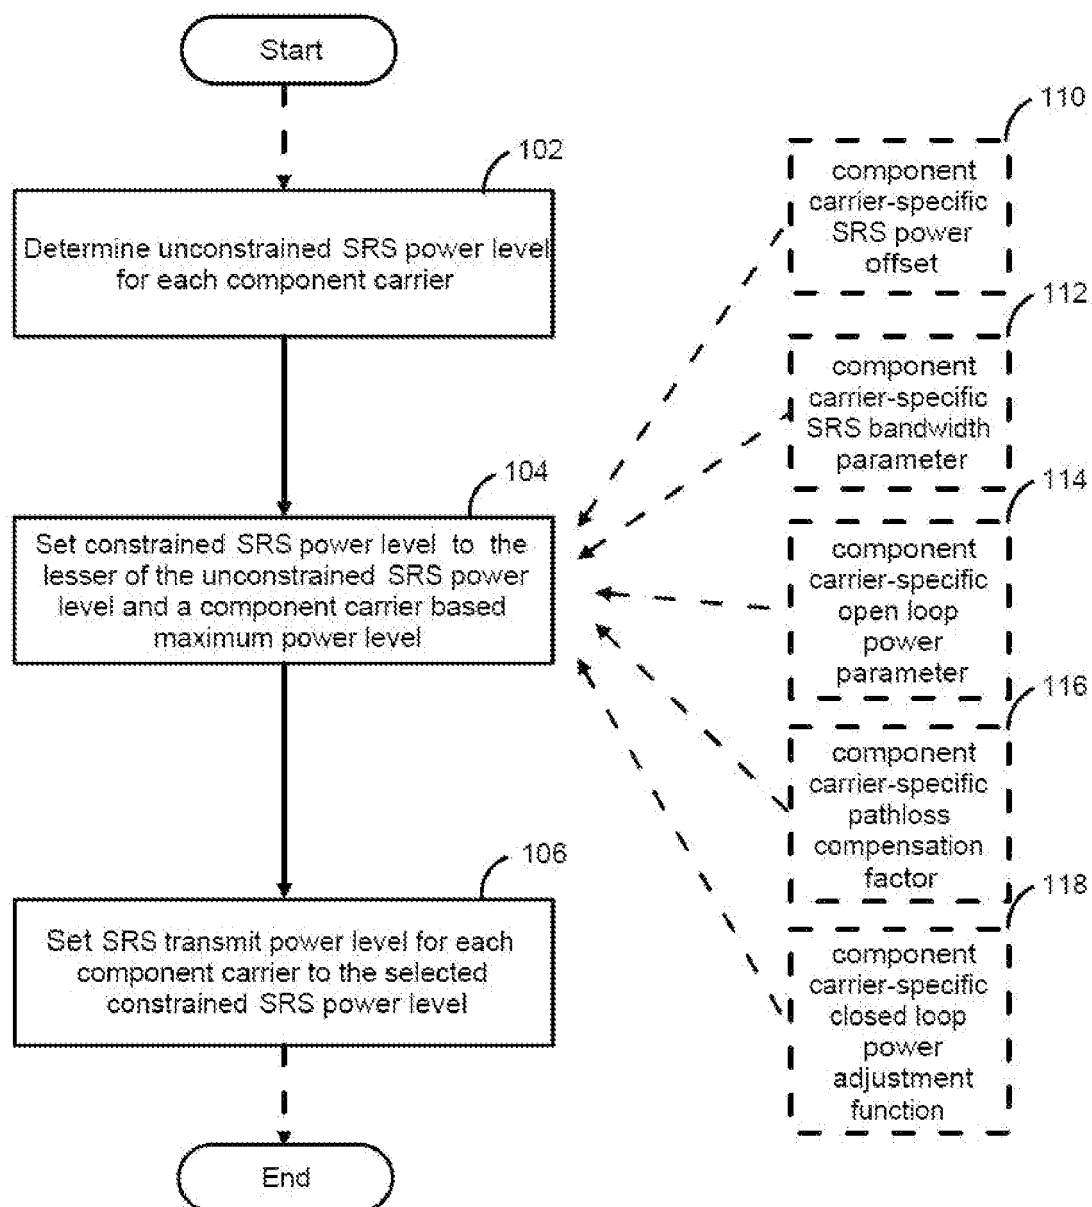 Start
102
Determine unconstrained SRS power level
for each component carrier
104
Set constrained SRS power level to the
lesser of the unconstrained SRS power
level and a component carrier based
maximum power level
106
Set SRS transmit power level for each
component carrier to the selected
constrained SRS power level
End
110
component
carrier-specific
SRS power
offset
112
component
carrier-specific
SRS bandwidth
parameter
114
component
carrier-specific
open loop
power
parameter
116
component
carrier-specific
pathloss
compensation
factor
118
component
carrier-specific
closed loop
power
adjustment
function